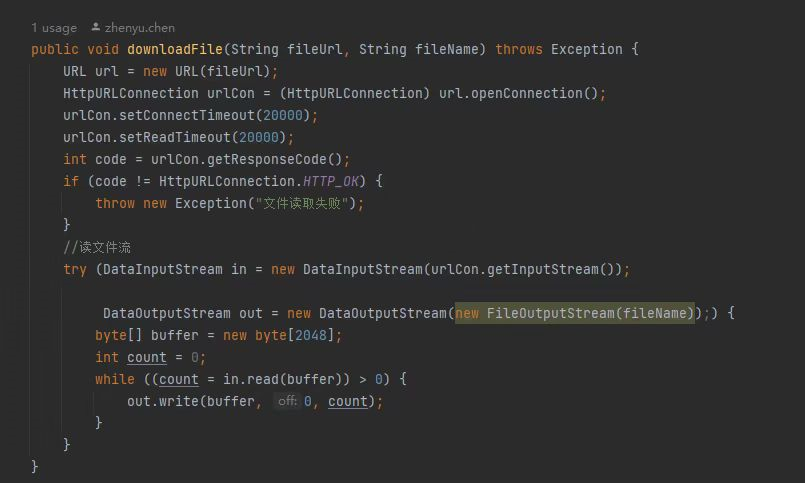 1 usage zhenyu.chen
public void downloadFile(String fileUrl, String fileName) throws Exception {
    URL url = new URL(fileUrl);
    HttpURLConnection urlCon = (HttpURLConnection) url.openConnection();
    urlCon.setConnectTimeout(20000);
    urlCon.setReadTimeout(20000);
    int code = urlCon.getResponseCode();
    if (code != HttpURLConnection.HTTP_OK) {
        throw new Exception("文件读取失败");
    }
    //读文件流
    try (DataInputStream in = new DataInputStream(urlCon.getInputStream());
         DataOutputStream out = new DataOutputStream(new FileOutputStream(fileName));) {
        byte[] buffer = new byte[2048];
        int count = 0;
        while ((count = in.read(buffer)) > 0) {
            out.write(buffer, off: 0, count);
        }
    }
}